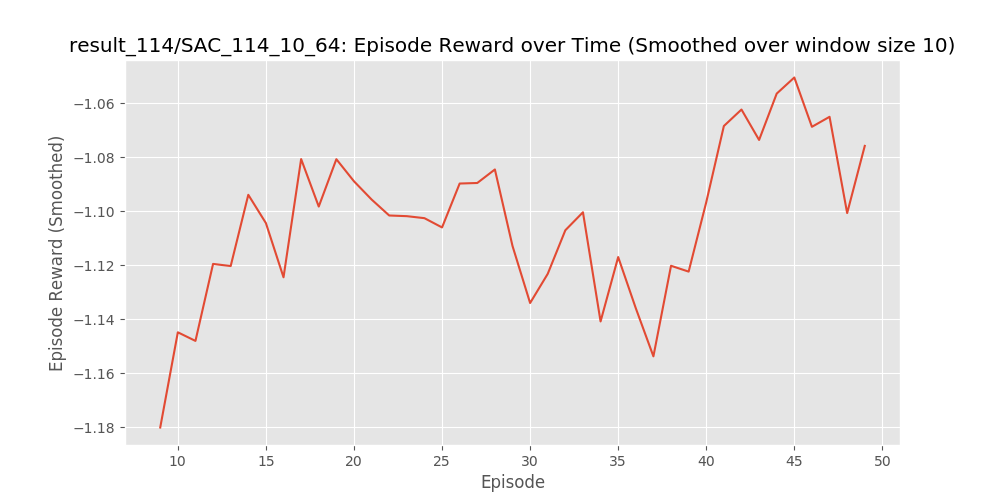 result_114/SAC_114_10_64: Episode Reward over Time (Smoothed over window size 10)
Episode Reward (Smoothed)
−1.06
−1.08
−1.10
−1.12
−1.14
−1.16
−1.18
10 15 20 25 30 35 40 45 50
Episode